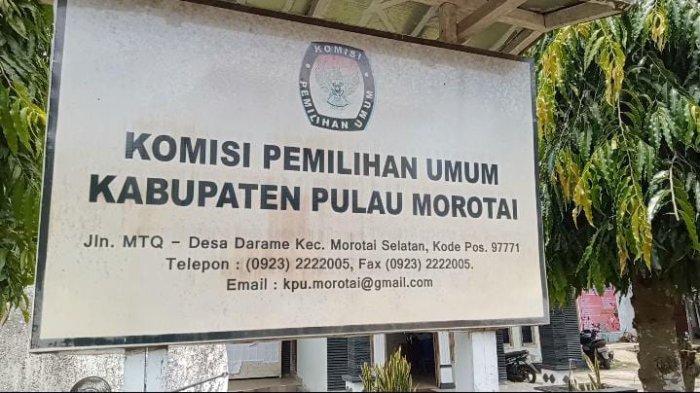 KOMISI
PEMILIHAN UMUM
KOMISI PEMILIHAN UMUM
KABUPATEN PULAU MOROTAI
Jln. MTQ – Desa Darame Kec. Morotai Selatan, Kode Pos. 97771
Telepon : (0923) 2222005, Fax (0923) 2222005.
Email : kpu.morotai@gmail.com